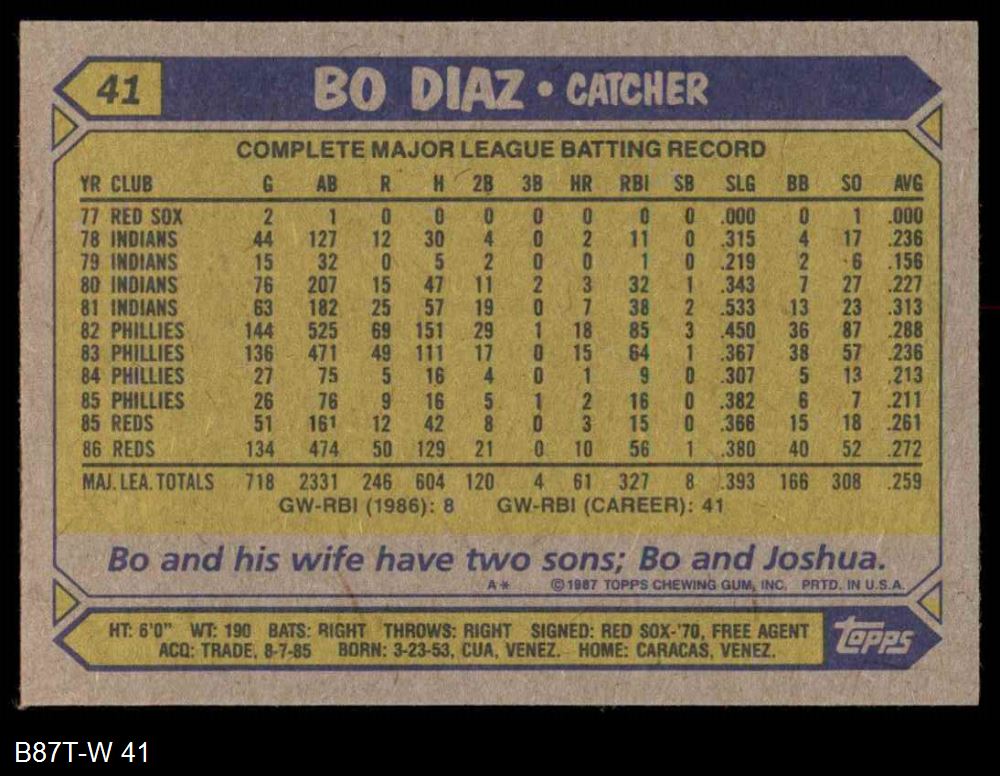 41
BO DIAZ • CATCHER
COMPLETE MAJOR LEAGUE BATTING RECORD
YR CLUB G AB R H 2B 3B HR RBI SB SLG BB SO AVG
77 RED SOX 2 1 0 0 0 0 0 0 0 .000 0 1 .000
78 INDIANS 44 127 12 30 4 0 2 11 0 .315 4 17 .236
79 INDIANS 15 32 0 5 2 0 0 1 0 .219 2 6 .156
80 INDIANS 76 207 15 47 11 2 3 32 1 .343 7 27 .227
81 INDIANS 63 182 25 57 19 0 7 38 2 .533 13 23 .313
82 PHILLIES 144 525 69 151 29 1 18 85 3 .450 36 87 .288
83 PHILLIES 136 471 49 111 17 0 15 64 1 .367 38 57 .236
84 PHILLIES 27 75 5 16 4 0 1 9 0 .307 5 13 .213
85 PHILLIES 26 76 9 16 5 1 2 16 0 .382 6 7 .211
85 REDS 51 161 12 42 8 0 3 15 0 .366 15 18 .261
86 REDS 134 474 50 129 21 0 10 56 1 .380 40 52 .272
MAJ. LEA. TOTALS 718 2331 246 604 120 4 61 327 8 .393 166 308 .259
GW-RBI (1986): 8 GW-RBI (CAREER): 41
Bo and his wife have two sons; Bo and Joshua.
A* ©1987 TOPPS CHEWING GUM, INC. PRTD. IN U.S.A.
HT: 6'0" WT: 190 BATS: RIGHT THROWS: RIGHT SIGNED: RED SOX-'70, FREE AGENT
ACQ: TRADE, 8-7-85 BORN: 3-23-53, CUA, VENEZ. HOME: CARACAS, VENEZ.
topps
B87T-W 41